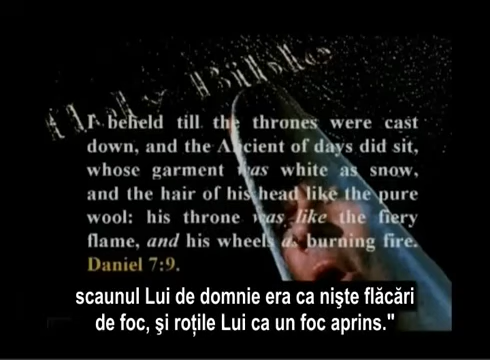 Holy Bible
I beheld till the thrones were cast
down, and the Ancient of days did sit,
whose garment was white as snow,
and the hair of his head like the pure
wool: his throne was like the fiery
flame, and his wheels as burning fire.
Daniel 7:9.
scaunul Lui de domnie era ca nişte flăcări
de foc, şi roţile Lui ca un foc aprins."